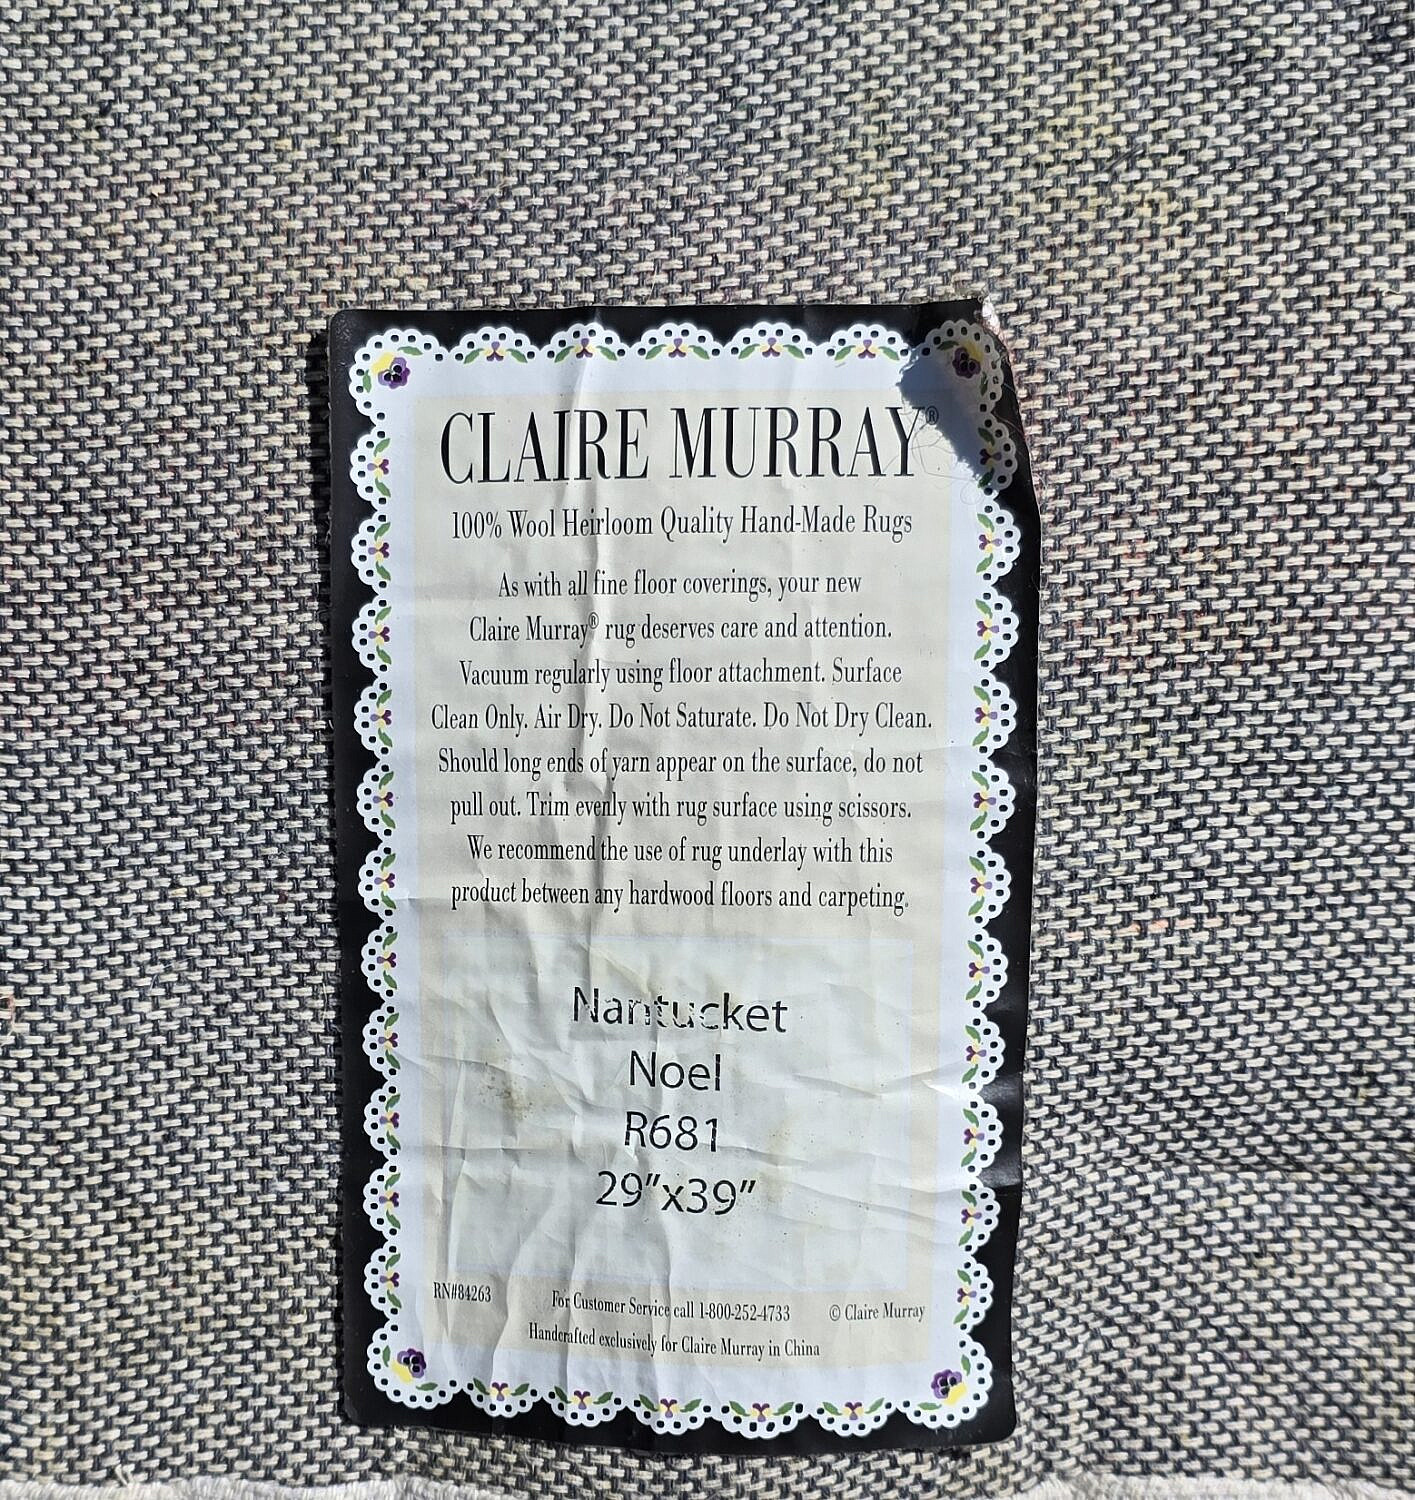 CLAIRE MURRAY®
100% Wool Heirloom Quality Hand-Made Rugs
As with all fine floor coverings, your new
Claire Murray® rug deserves care and attention.
Vacuum regularly using floor attachment. Surface
Clean Only. Air Dry. Do Not Saturate. Do Not Dry Clean.
Should long ends of yarn appear on the surface, do not
pull out. Trim evenly with rug surface using scissors.
We recommend the use of rug underlay with this
product between any hardwood floors and carpeting.
Nantucket
Noel
R681
29"x39"
RN#84263
For Customer Service call 1-800-252-4733
© Claire Murray
Handcrafted exclusively for Claire Murray in China